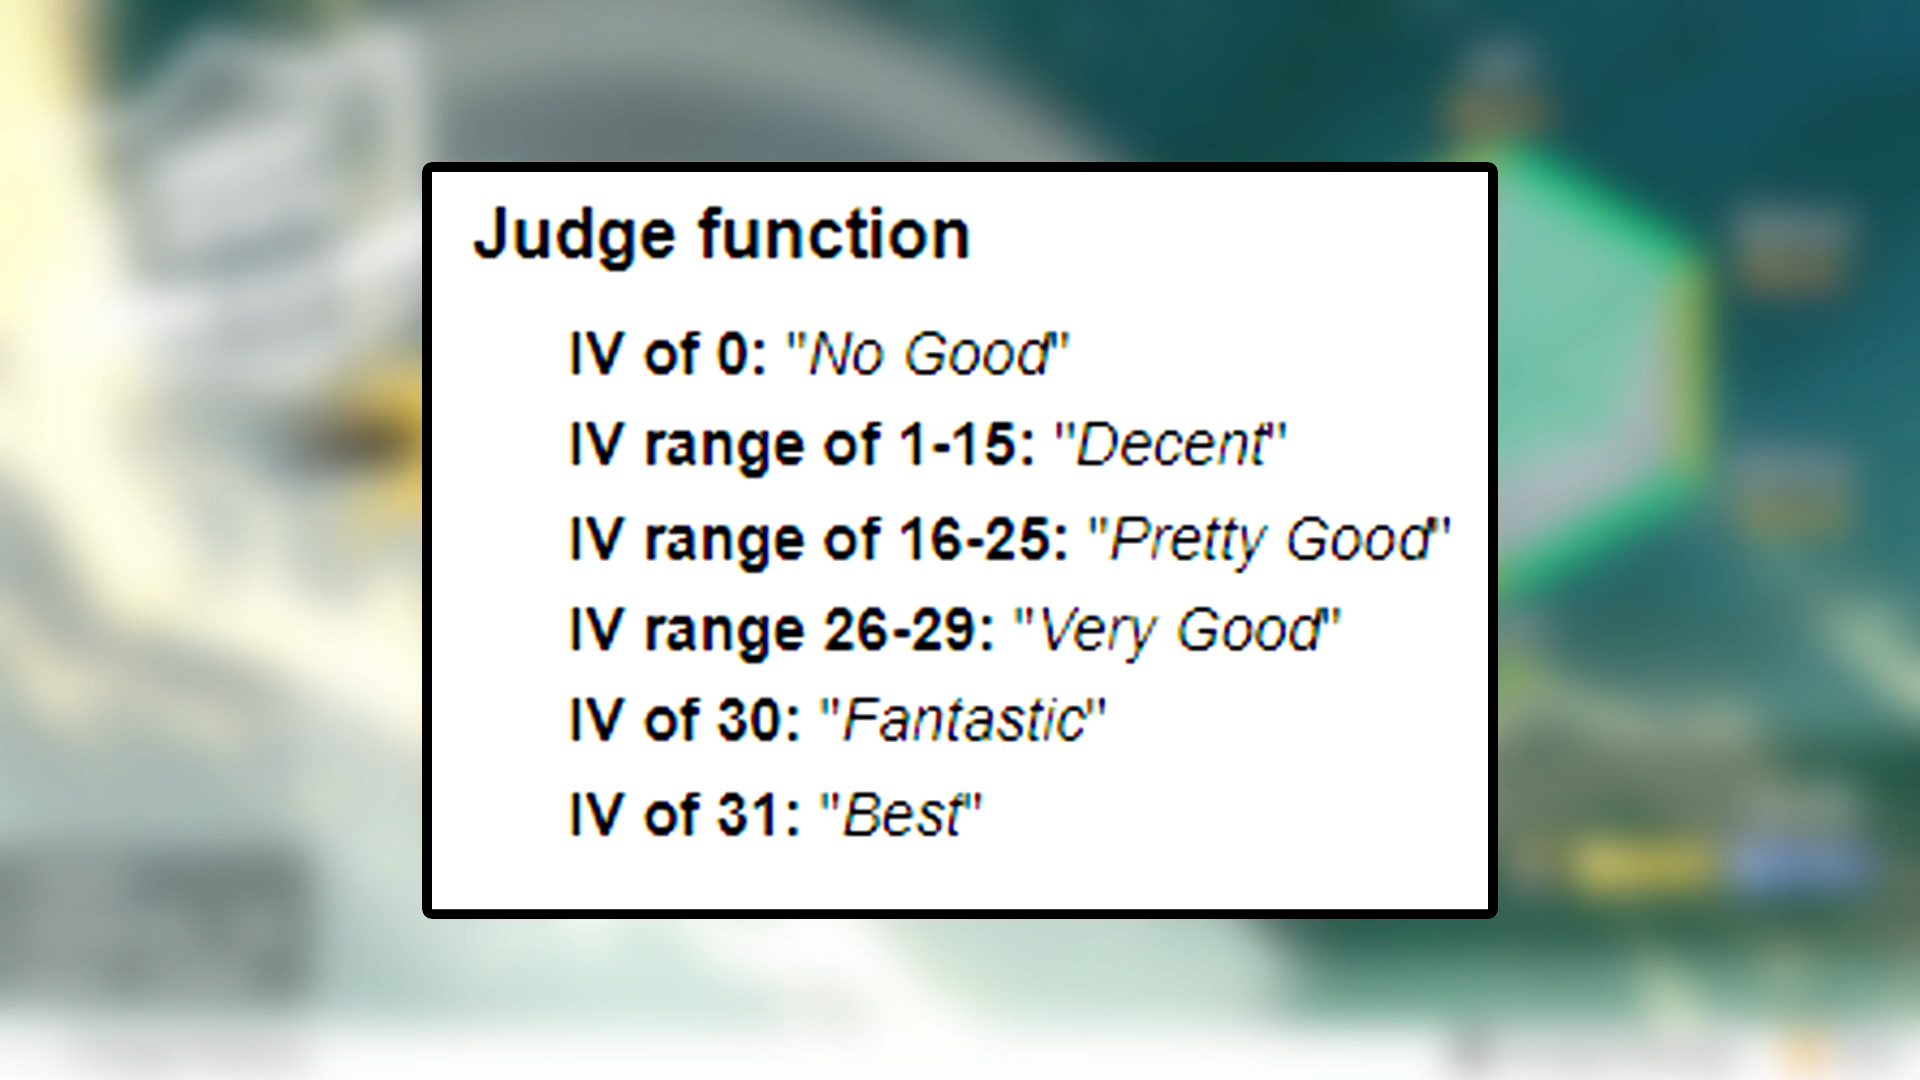 Judge function
IV of 0: "No Good"
IV range of 1-15: "Decent"
IV range of 16-25: "Pretty Good"
IV range 26-29: "Very Good"
IV of 30: "Fantastic"
IV of 31: "Best"